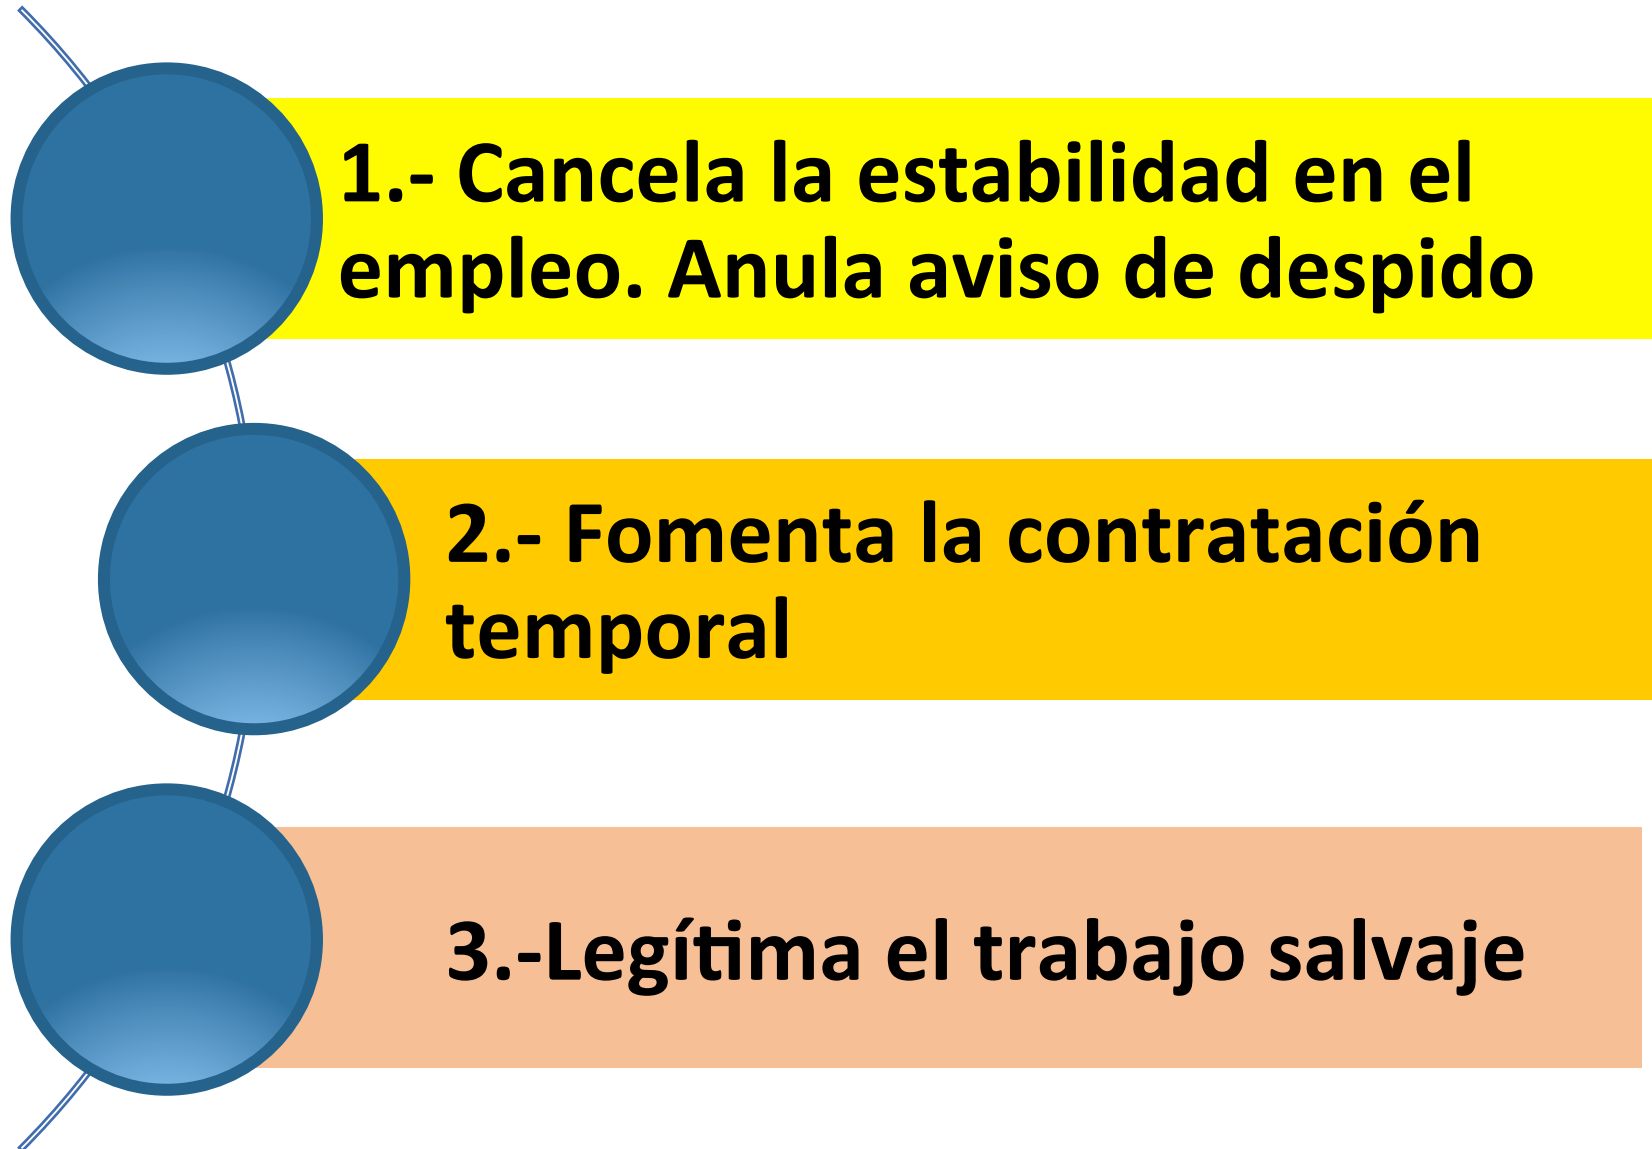 1.- Cancela la estabilidad en el
empleo. Anula aviso de despido
2.- Fomenta la contratación
temporal
3.-Legítima el trabajo salvaje